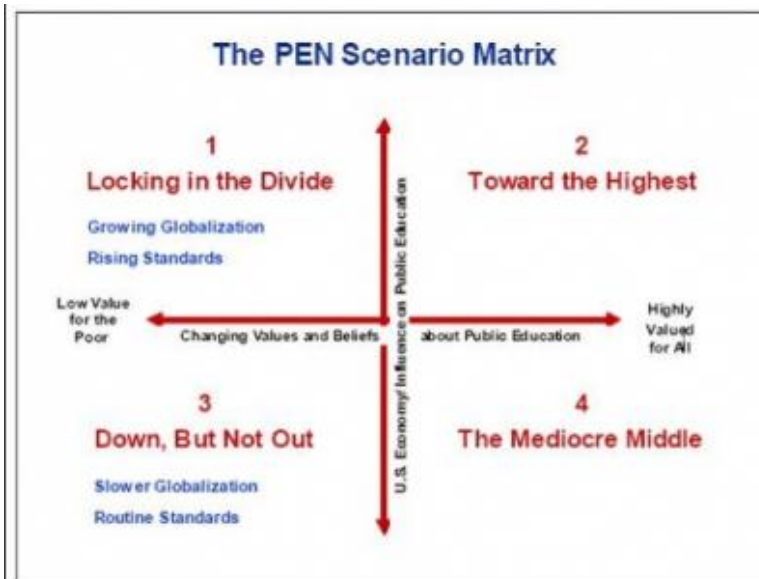 The PEN Scenario Matrix
1
Locking in the Divide
Growing Globalization
Rising Standards
2
Toward the Highest
Low Value
for the
Poor
Changing Values and Beliefs
about Public Education
Highly
Valued
for All
U.S. Economy/ Influence on Public Education
3
Down, But Not Out
Slower Globalization
Routine Standards
4
The Mediocre Middle